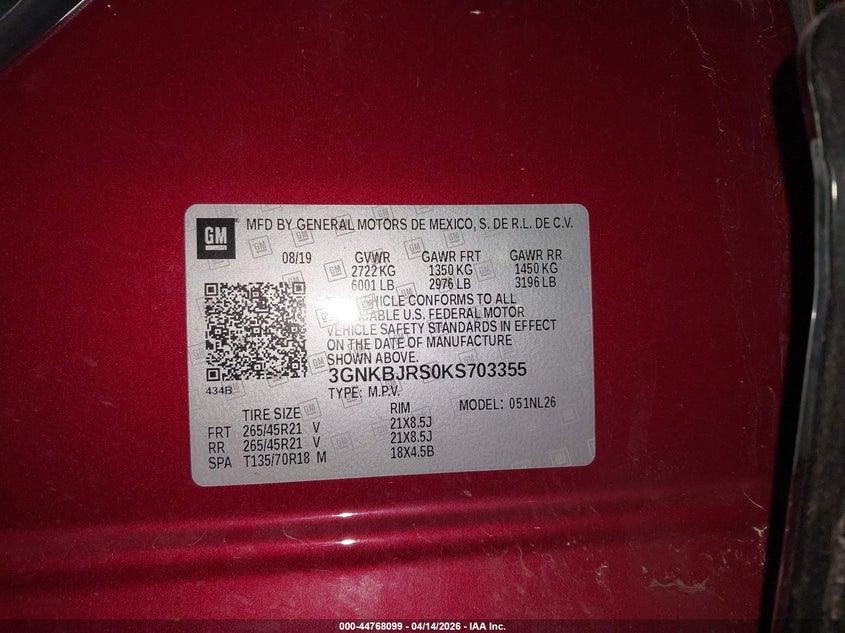 GM
MFD BY GENERAL MOTORS DE MEXICO, S. DE R.L. DE C.V.
08/19 GVWR GAWR FRT GAWR RR
2722 KG 1350 KG 1450 KG
6001 LB 2976 LB 3196 LB
VEHICLE CONFORMS TO ALL
U.S. FEDERAL MOTOR
VEHICLE SAFETY STANDARDS IN EFFECT
ON THE DATE OF MANUFACTURE
SHOWN ABOVE.
434B
3GNKBJRS0KS703355
TYPE: M.P.V.
MODEL: 051NL26
TIRE SIZE RIM
FRT 265/45R21 V 21X8.5J
RR 265/45R21 V 21X8.5J
SPA T135/70R18 M 18X4.5B
000-44768099 - 04/14/2026 - IAA Inc.